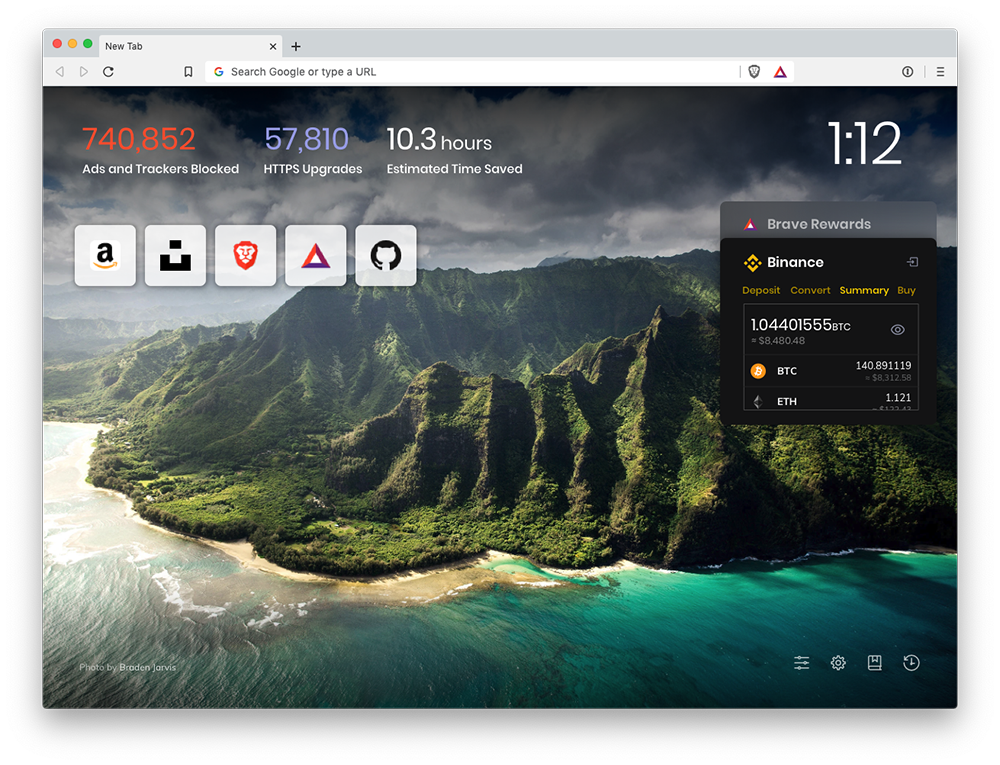 New Tab
Search Google or type a URL
740,852
Ads and Trackers Blocked
57,810
HTTPS Upgrades
10.3 hours
Estimated Time Saved
1:12
a
Brave Rewards
Binance
Deposit Convert Summary Buy
1.04401555BTC
≈ $8,480.48
BTC
140.891119
≈ $8,312.58
ETH
1.121
Photo by Braden Jarvis